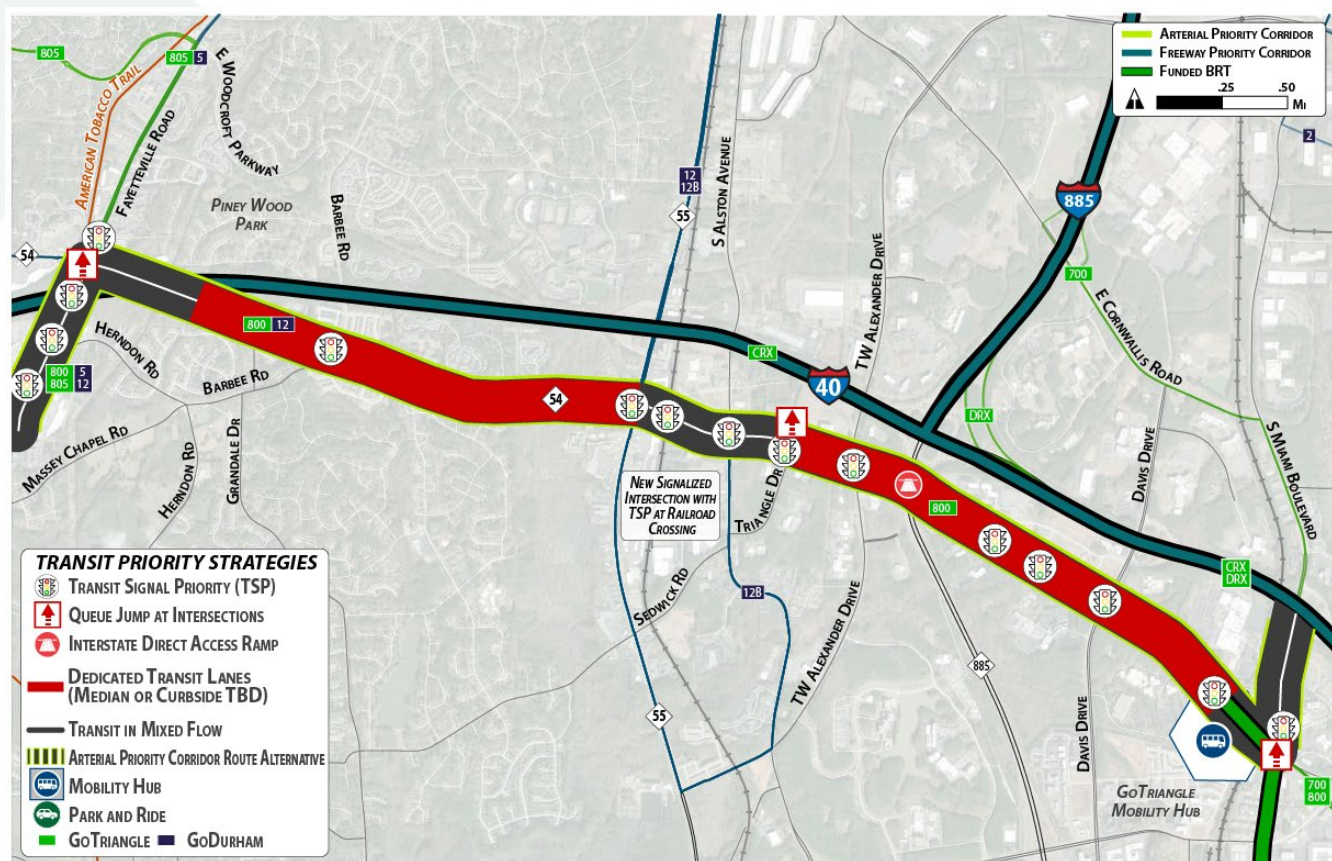 805
AMERICAN TOBACCO TRAIL
805 5
FAYETTEVILLE ROAD
E WOODCROFT PARKWAY
PINEY WOOD
PARK
BARBEE RD
54
12
12B
55
S ALSTON AVENUE
TW ALEXANDER DRIVE
ARTERIAL PRIORITY CORRIDOR
FREEWAY PRIORITY CORRIDOR
FUNDED BRT
.25 .50
MI
2
885
700
E CORNWALLIS ROAD
S MIAMI BOULEVARD
800 12
CRX
40
DRX
DAVIS DRIVE
HERNDON RD
800 5
805 12
BARBEE RD
MASSEY CHAPEL RD
HERNDON RD
GRANDALE DR
54
NEW SIGNALIZED
INTERSECTION WITH
TSP AT RAILROAD
CROSSING
TRIANGLE DR
800
CRX
DRX
SEDWICK RD
12B
TW ALEXANDER DRIVE
885
55
DAVIS DRIVE
GOTRIANGLE
MOBILITY HUB
700
800
TRANSIT PRIORITY STRATEGIES
TRANSIT SIGNAL PRIORITY (TSP)
QUEUE JUMP AT INTERSECTIONS
INTERSTATE DIRECT ACCESS RAMP
DEDICATED TRANSIT LANES
(MEDIAN OR CURBSIDE TBD)
TRANSIT IN MIXED FLOW
ARTERIAL PRIORITY CORRIDOR ROUTE ALTERNATIVE
MOBILITY HUB
PARK AND RIDE
GOTRIANGLE GODURHAM